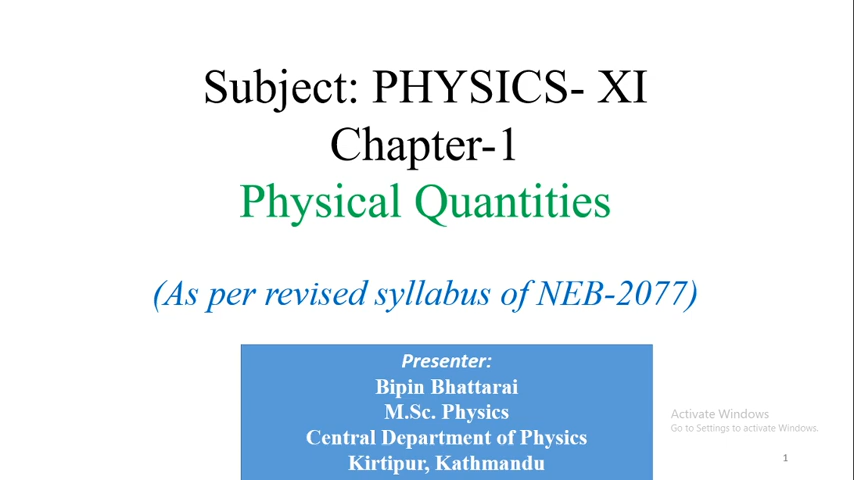 Subject: PHYSICS- XI
Chapter-1
Physical Quantities
(As per revised syllabus of NEB-2077)
Presenter:
Bipin Bhattarai
M.Sc. Physics
Central Department of Physics
Kirtipur, Kathmandu
Activate Windows
Go to Settings to activate Windows.
1